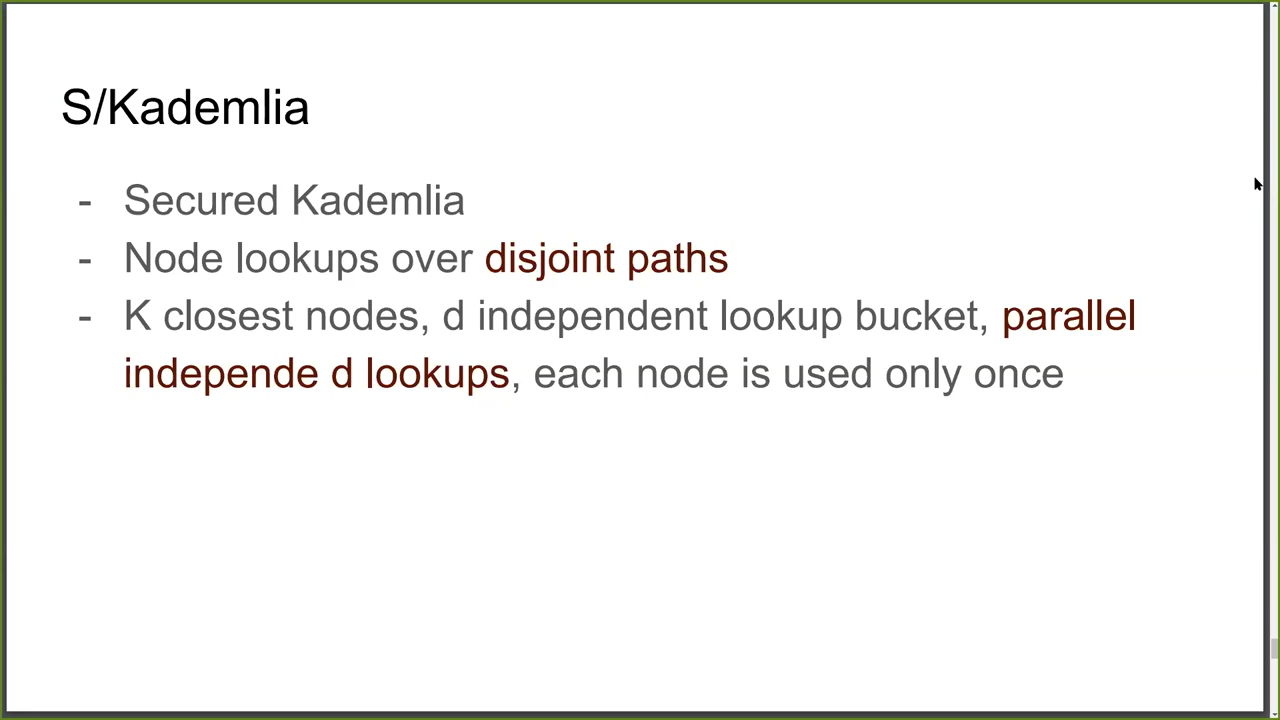 S/Kademlia
- Secured Kademlia
- Node lookups over disjoint paths
- K closest nodes, d independent lookup bucket, parallel
independe d lookups, each node is used only once